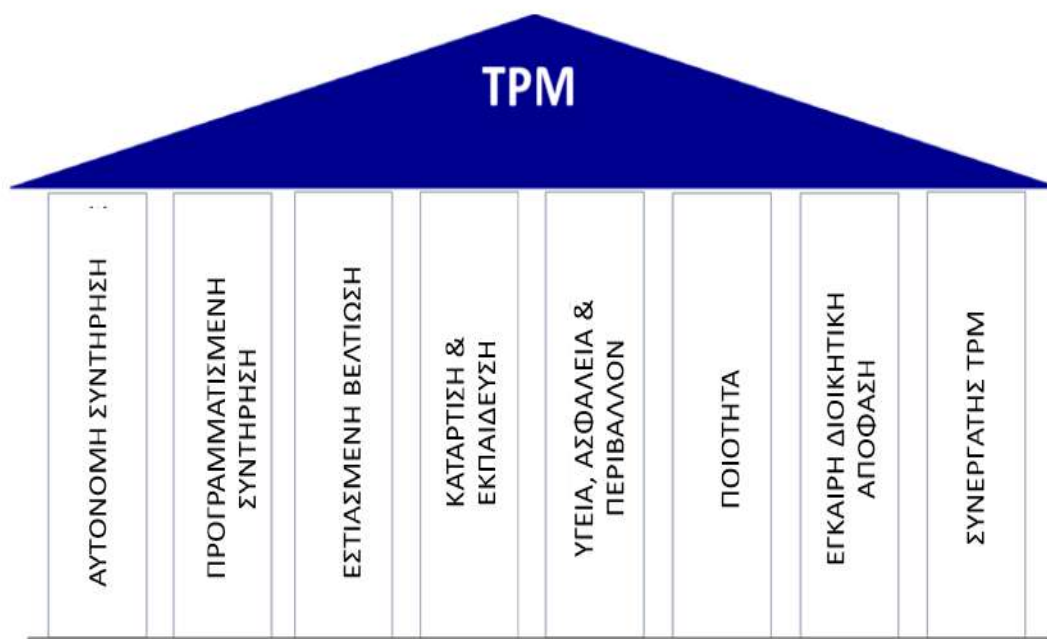 TPM
ΑΥΤΟΝΟΜΗ ΣΥΝΤΗΡΗΣΗ
ΠΡΟΓΡΑΜΜΑΤΙΣΜΕΝΗ
ΣΥΝΤΗΡΗΣΗ
ΕΣΤΙΑΣΜΕΝΗ ΒΕΛΤΙΩΣΗ
ΚΑΤΑΡΤΙΣΗ &
ΕΚΠΑΙΔΕΥΣΗ
ΥΓΕΙΑ, ΑΣΦΑΛΕΙΑ &
ΠΕΡΙΒΑΛΛΟΝ
ΠΟΙΟΤΗΤΑ
ΕΓΚΑΙΡΗ ΔΙΟΙΚΗΤΙΚΗ
ΑΠΟΦΑΣΗ
ΣΥΝΕΡΓΑΤΗΣ TPM